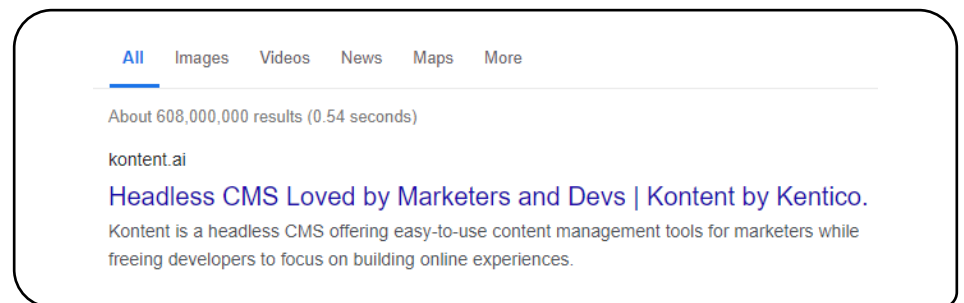 All Images Videos News Maps More
About 608,000,000 results (0.54 seconds)
kontent.ai
Headless CMS Loved by Marketers and Devs | Kontent by Kentico.
Kontent is a headless CMS offering easy-to-use content management tools for marketers while
freeing developers to focus on building online experiences.